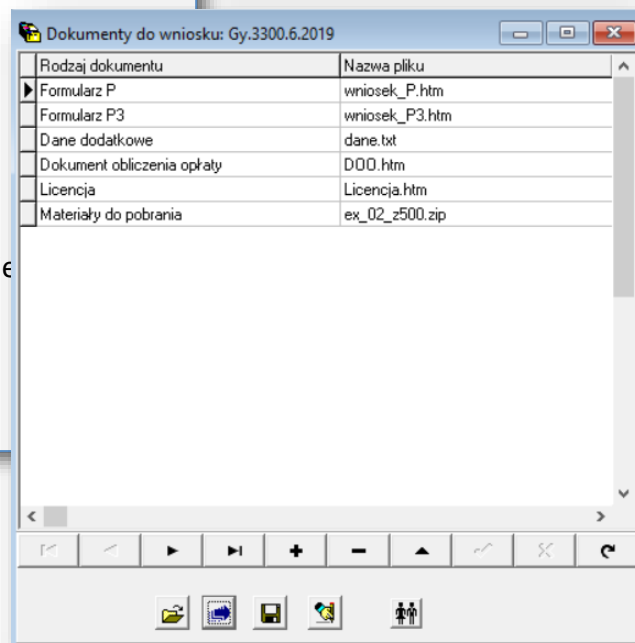 Dokumenty do wniosku: Gy.3300.6.2019
Rodzaj dokumentu Nazwa pliku
Formularz P wniosek_P.htm
Formularz P3 wniosek_P3.htm
Dane dodatkowe dane.txt
Dokument obliczenia opłaty DOO.htm
Licencja Licencja.htm
Materiały do pobrania ex_02_z500.zip
e